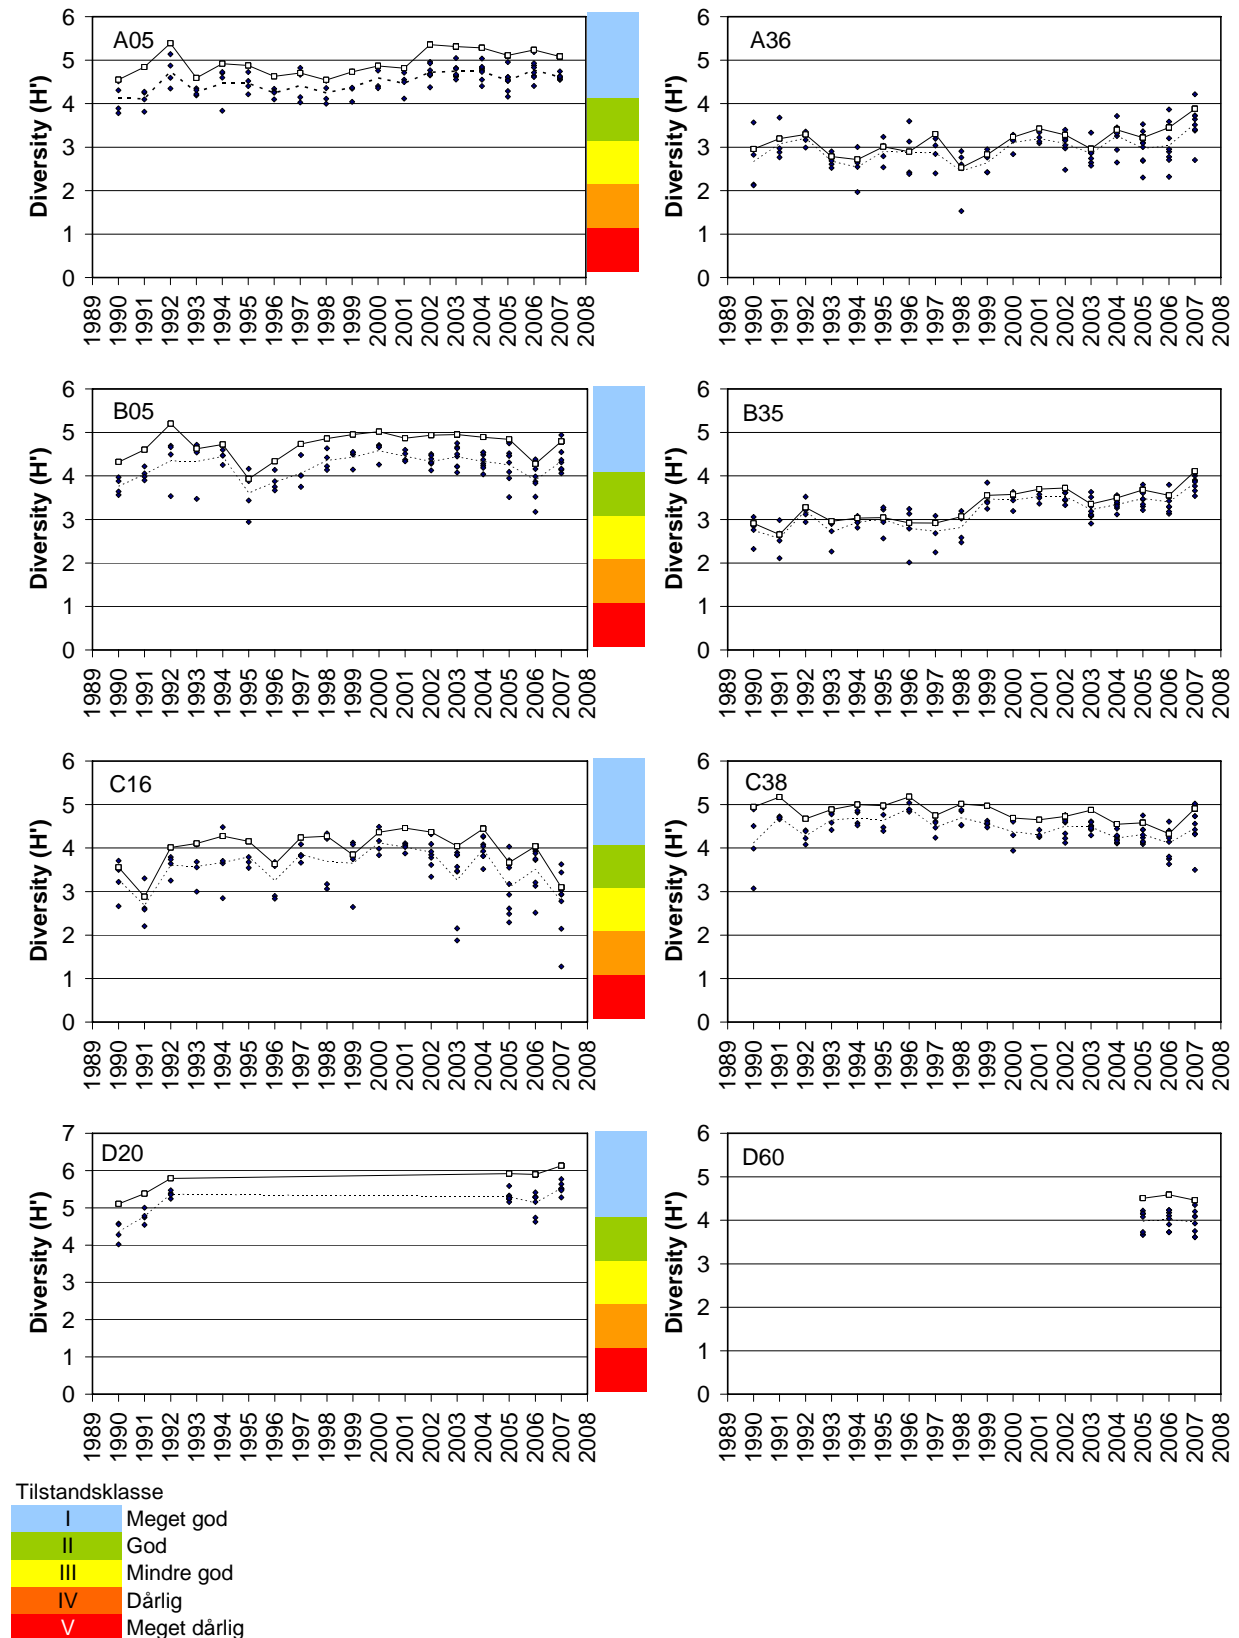 A05
Diversity (H')
6
5
4
3
2
1
0
1989 1990 1991 1992 1993 1994 1995 1996 1997 1998 1999 2000 2001 2002 2003 2004 2005 2006 2007 2008
A36
Diversity (H')
6
5
4
3
2
1
0
1989 1990 1991 1992 1993 1994 1995 1996 1997 1998 1999 2000 2001 2002 2003 2004 2005 2006 2007 2008
B05
Diversity (H')
6
5
4
3
2
1
0
1989 1990 1991 1992 1993 1994 1995 1996 1997 1998 1999 2000 2001 2002 2003 2004 2005 2006 2007 2008
B35
Diversity (H')
6
5
4
3
2
1
0
1989 1990 1991 1992 1993 1994 1995 1996 1997 1998 1999 2000 2001 2002 2003 2004 2005 2006 2007 2008
C16
Diversity (H')
6
5
4
3
2
1
0
1989 1990 1991 1992 1993 1994 1995 1996 1997 1998 1999 2000 2001 2002 2003 2004 2005 2006 2007 2008
C38
Diversity (H')
6
5
4
3
2
1
0
1989 1990 1991 1992 1993 1994 1995 1996 1997 1998 1999 2000 2001 2002 2003 2004 2005 2006 2007 2008
D20
Diversity (H')
7
6
5
4
3
2
1
0
1989 1990 1991 1992 1993 1994 1995 1996 1997 1998 1999 2000 2001 2002 2003 2004 2005 2006 2007 2008
D60
Diversity (H')
6
5
4
3
2
1
0
1989 1990 1991 1992 1993 1994 1995 1996 1997 1998 1999 2000 2001 2002 2003 2004 2005 2006 2007 2008
Tilstandsklasse
I Meget god
II God
III Mindre god
IV Dårlig
V Meget dårlig